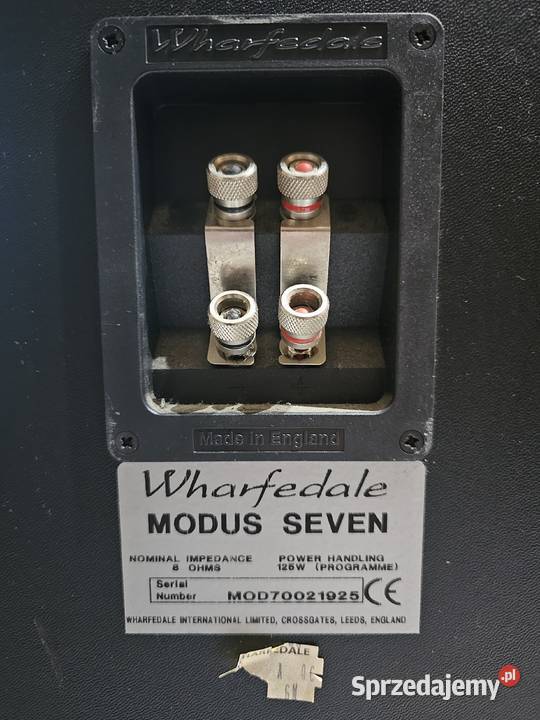 Wharfedale
Made in England
Wharfedale
MODUS SEVEN
NOMINAL IMPEDANCE POWER HANDLING
8 OHMS 125W (PROGRAMME)
Serial
Number MOD70021925 CE
WHARFEDALE INTERNATIONAL LIMITED, CROSSGATES, LEEDS, ENGLAND
HARFEDALE
A
Sprzedajemy.pl